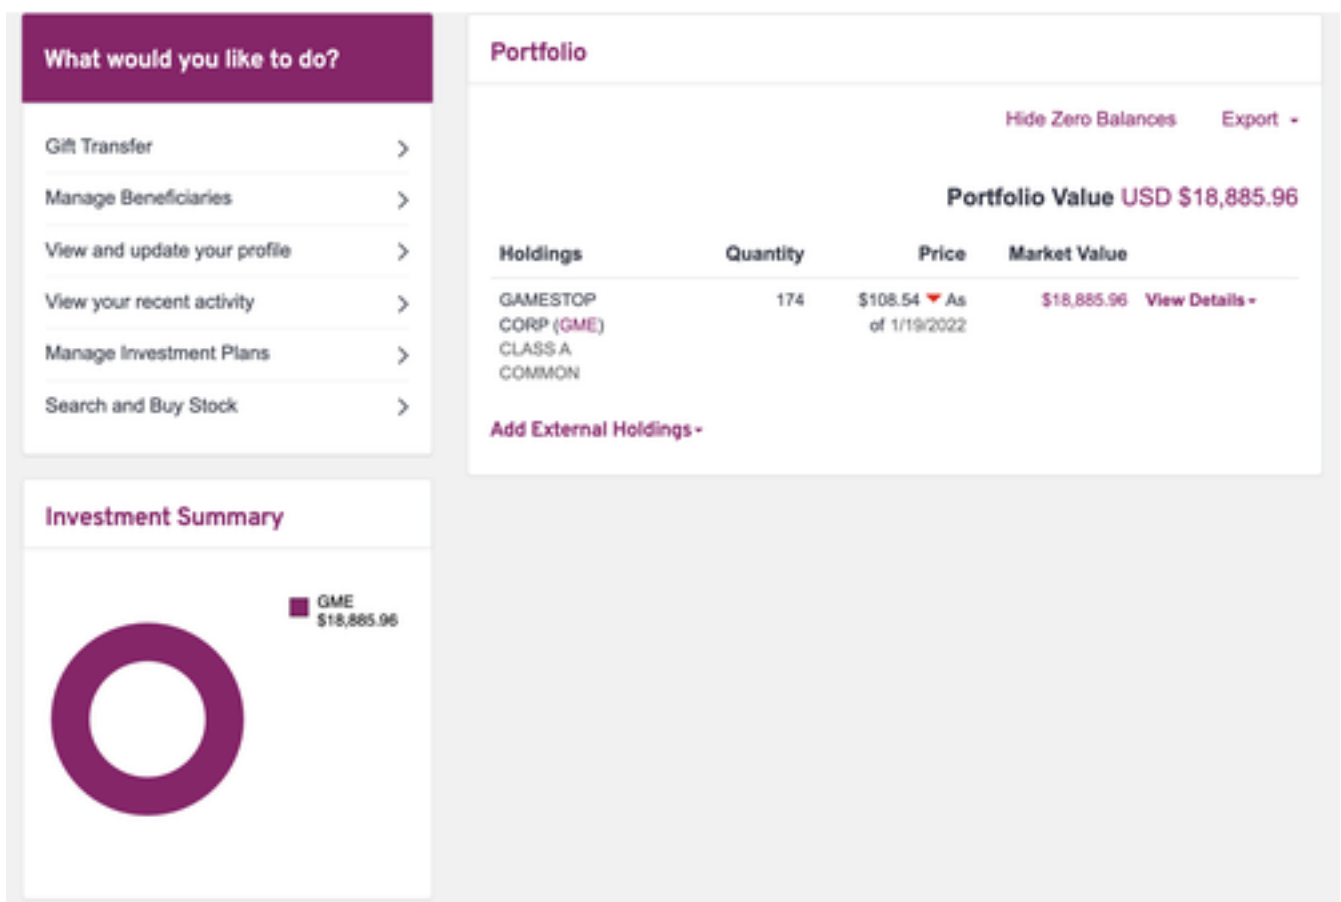 What would you like to do?
Gift Transfer
Manage Beneficiaries
View and update your profile
View your recent activity
Manage Investment Plans
Search and Buy Stock
Investment Summary
GME
$18,885.96
Portfolio
Hide Zero Balances Export
Portfolio Value USD $18,885.96
Holdings Quantity Price Market Value
GAMESTOP 174 $108.54 As $18,885.96 View Details
CORP (GME) of 1/19/2022
CLASS A
COMMON
Add External Holdings